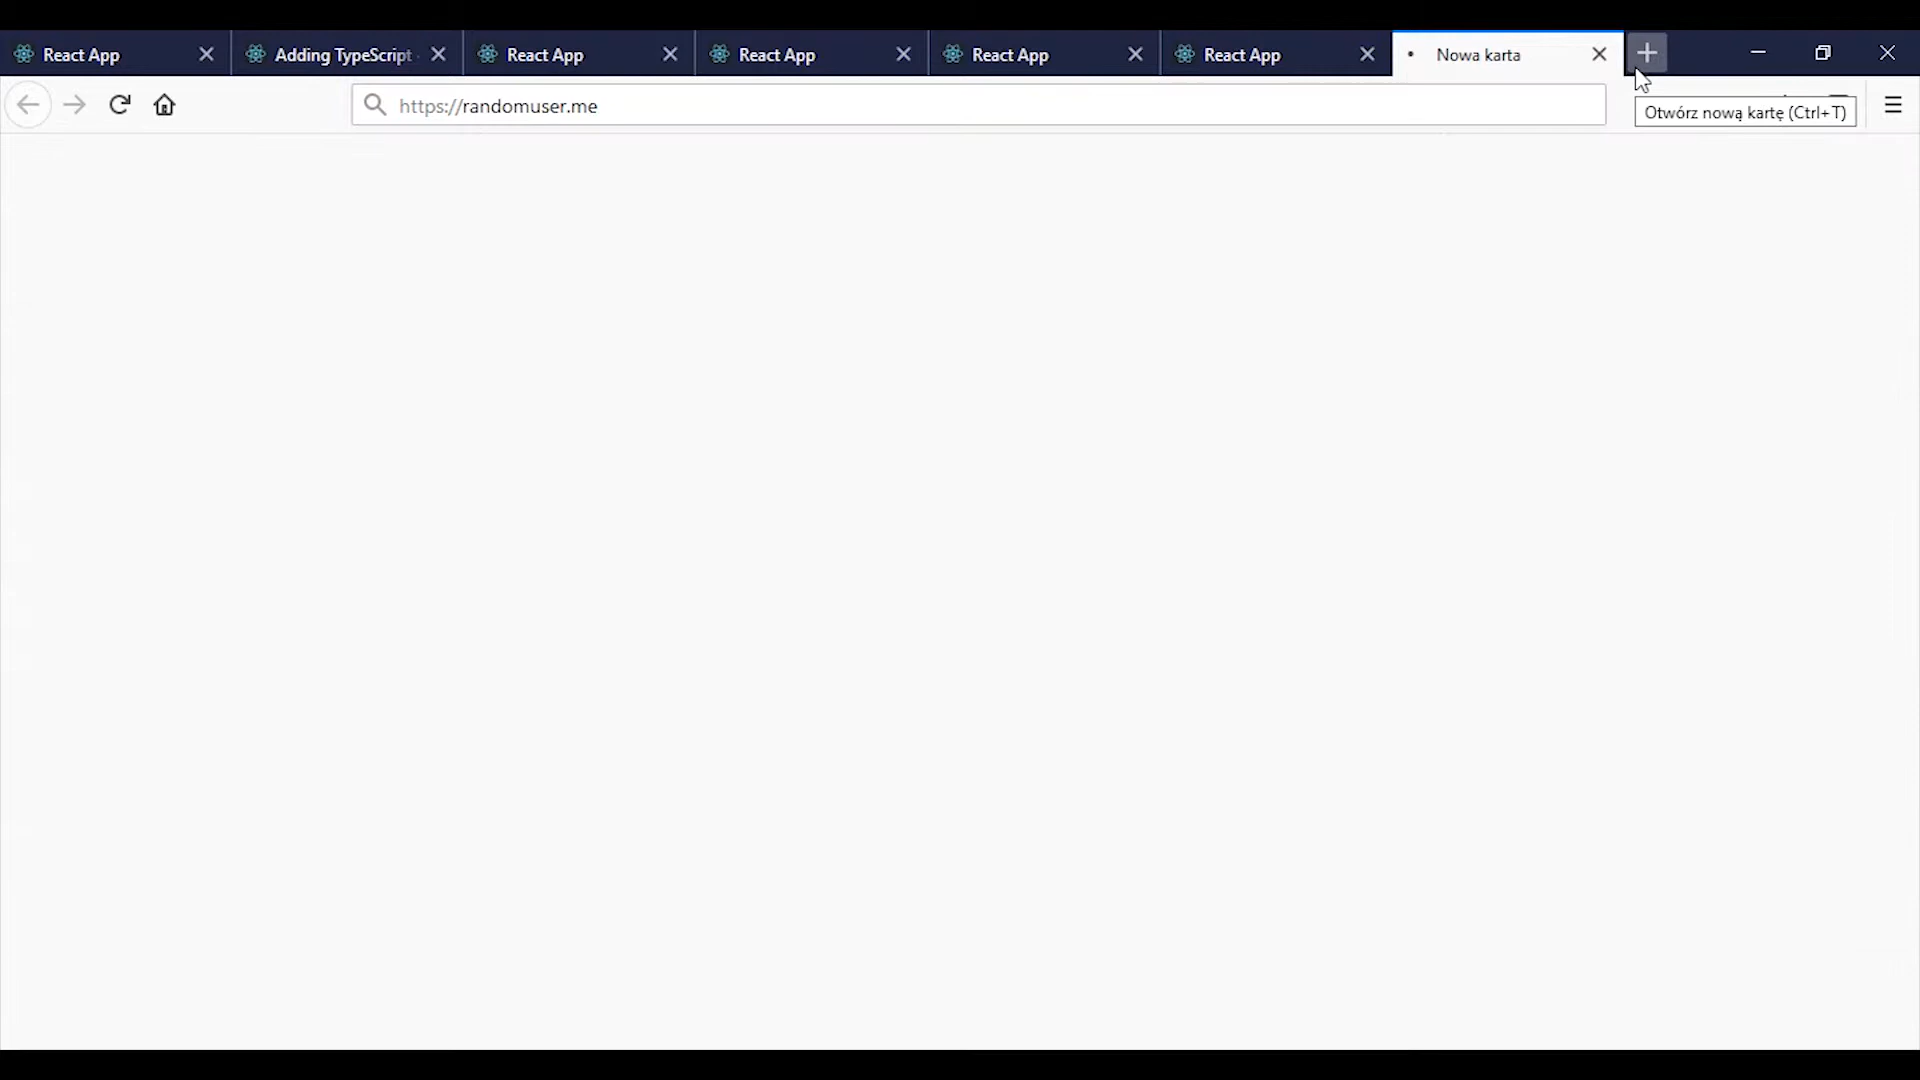 React App
Adding TypeScript
React App
React App
React App
React App
Nowa karta
https://randomuser.me
Otwórz nową kartę (Ctrl+T)